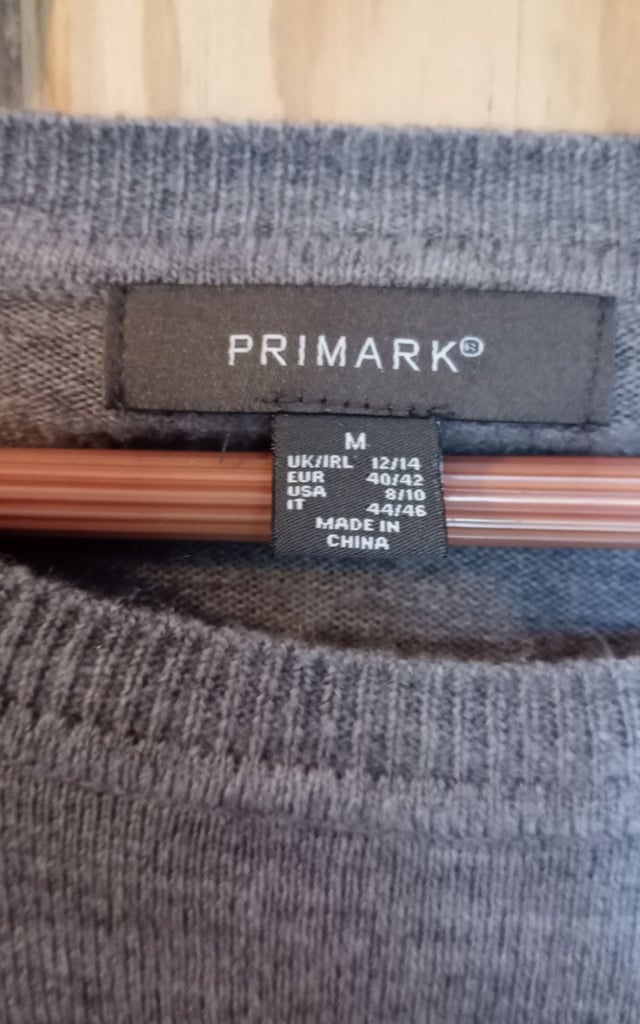 PRIMARK®
M
UK/IRL 12/14
EUR 40/42
USA 8/10
IT 44/46
MADE IN
CHINA